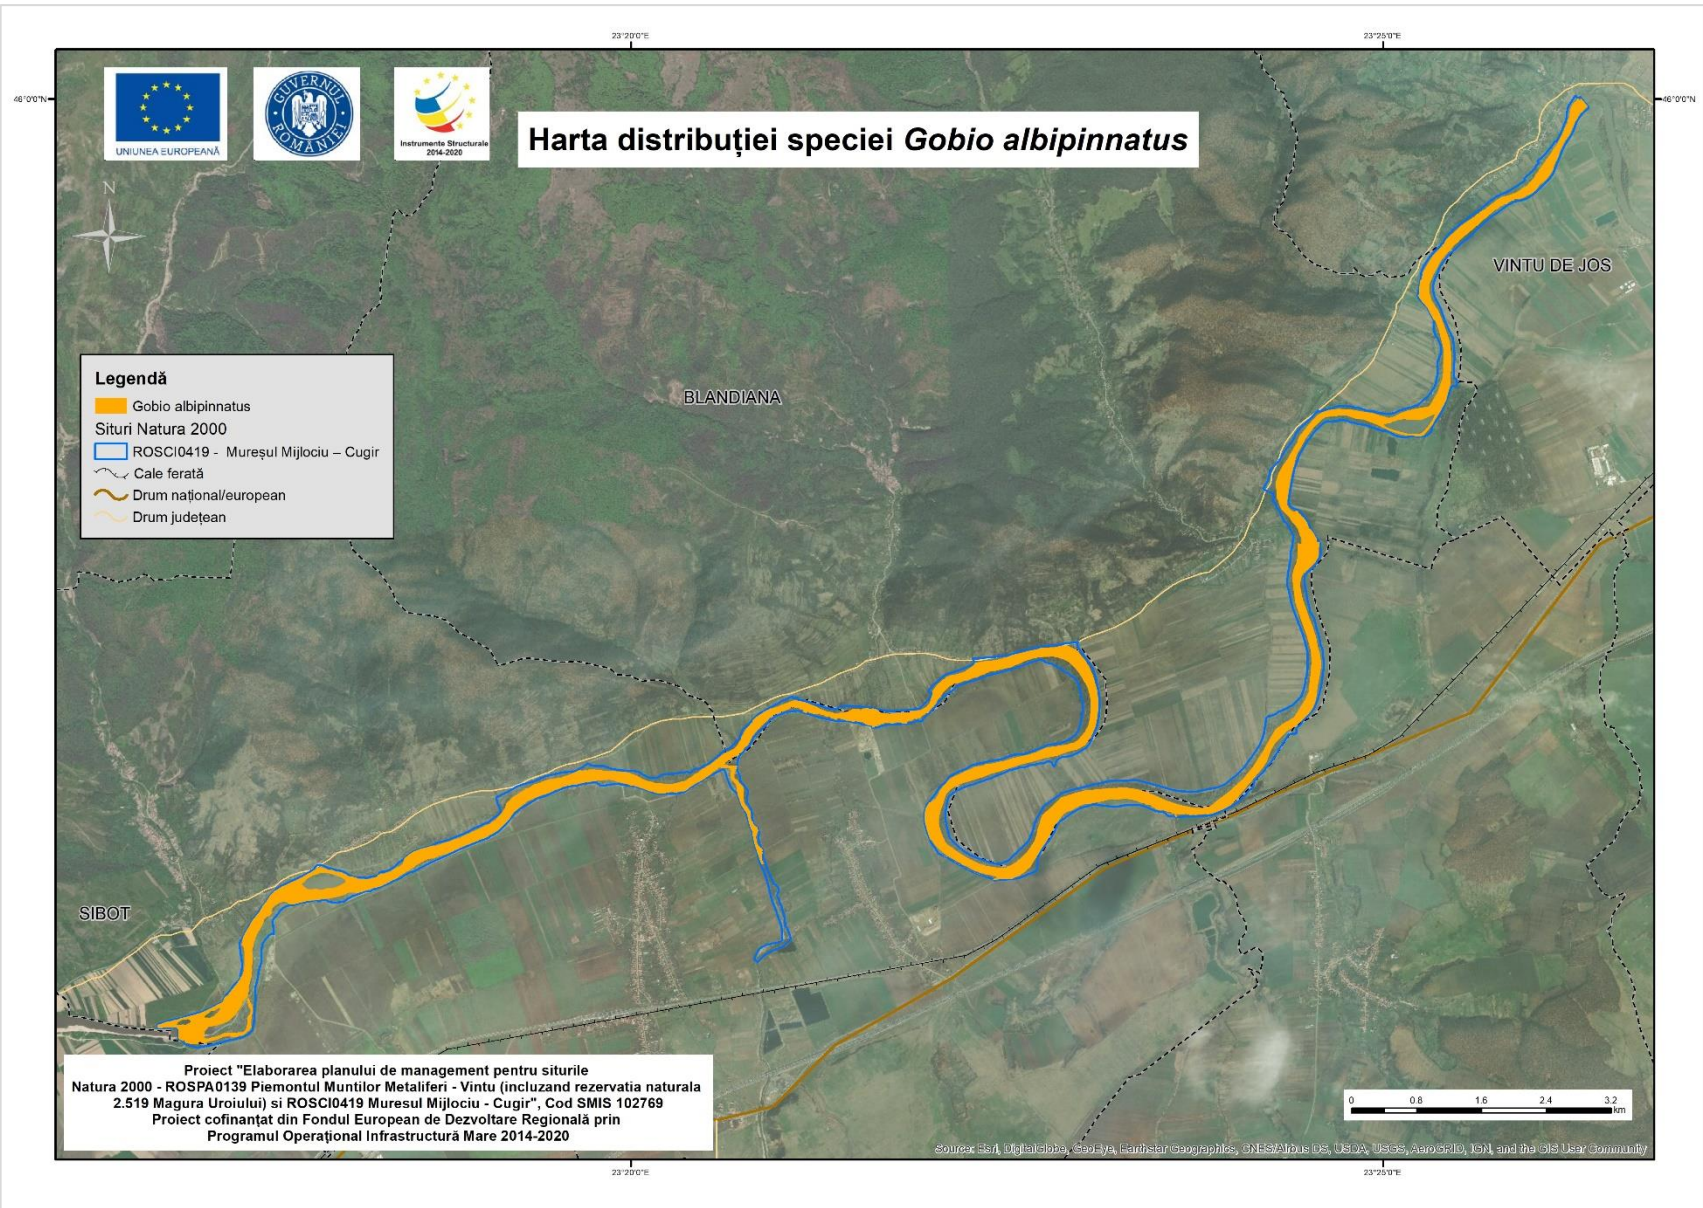 23°20'0"E
23°25'0"E
46°0'0"N
46°0'0"N
UNIUNEA EUROPEANĂ
GUVERNUL ROMÂNIEI
Instrumente Structurale
2014-2020
Harta distribuției speciei Gobio albipinnatus
N
VINTU DE JOS
BLANDIANA
SIBOT
Legendă
Gobio albipinnatus
Situri Natura 2000
ROSCI0419 - Mureșul Mijlociu – Cugir
Cale ferată
Drum național/european
Drum județean
Proiect "Elaborarea planului de management pentru siturile
Natura 2000 - ROSPA0139 Piemontul Muntilor Metaliferi - Vintu (incluzand rezervatia naturala
2.519 Magura Uroiului) si ROSCI0419 Muresul Mijlociu - Cugir", Cod SMIS 102769
Proiect cofinanţat din Fondul European de Dezvoltare Regională prin
Programul Operaţional Infrastructură Mare 2014-2020
0 0.8 1.6 2.4 3.2
km
Source: Esri, DigitalGlobe, GeoEye, Earthstar Geographics, CNES/Airbus DS, USDA, USGS, AeroGRID, IGN, and the GIS User Community
23°20'0"E
23°25'0"E